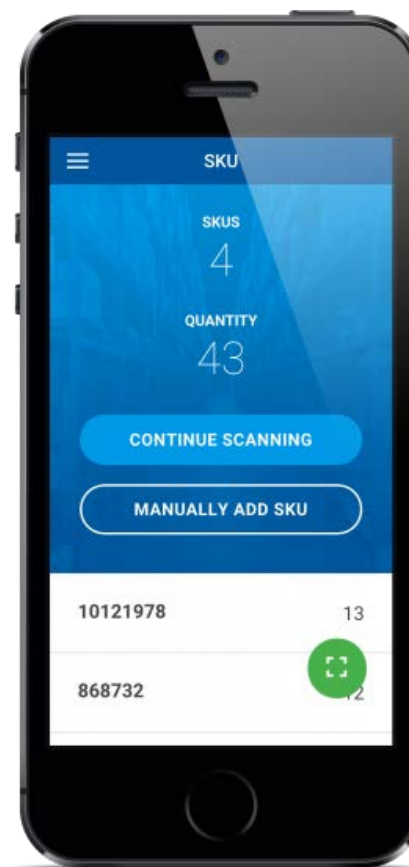 SKU
SKUS
4
QUANTITY
43
CONTINUE SCANNING
MANUALLY ADD SKU
10121978 13
868732